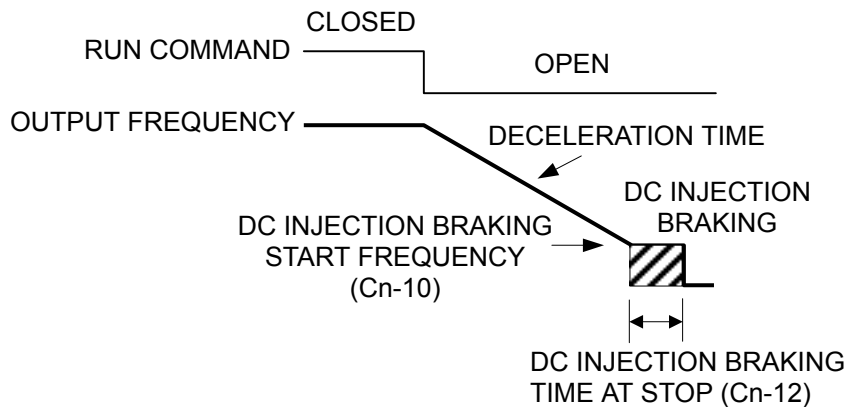 CLOSED
RUN COMMAND
OPEN
OUTPUT FREQUENCY
DECELERATION TIME
DC INJECTION
BRAKING
DC INJECTION BRAKING
START FREQUENCY
(Cn-10)
DC INJECTION BRAKING
TIME AT STOP (Cn-12)